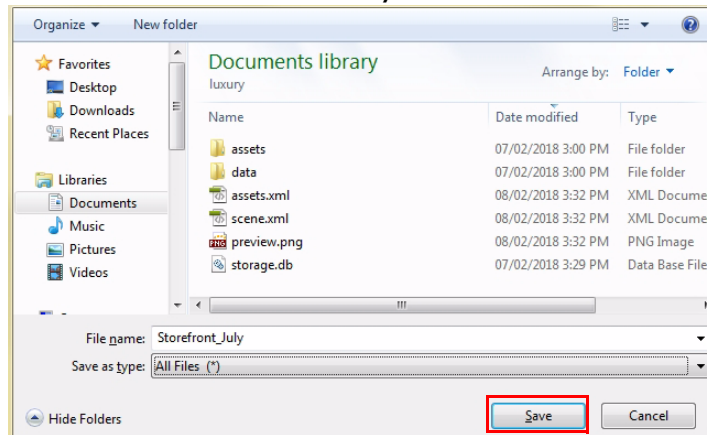 Organize New folder
Favorites
Desktop
Downloads
Recent Places
Libraries
Documents
Music
Pictures
Videos
Documents library
luxury
Arrange by: Folder
Name Date modified Type
assets 07/02/2018 3:00 PM File folder
data 07/02/2018 3:00 PM File folder
assets.xml 08/02/2018 3:32 PM XML Docume
scene.xml 08/02/2018 3:32 PM XML Docume
preview.png 08/02/2018 3:32 PM PNG Image
storage.db 07/02/2018 3:29 PM Data Base File
File name: Storefront_July
Save as type: All Files (*)
Hide Folders Save Cancel